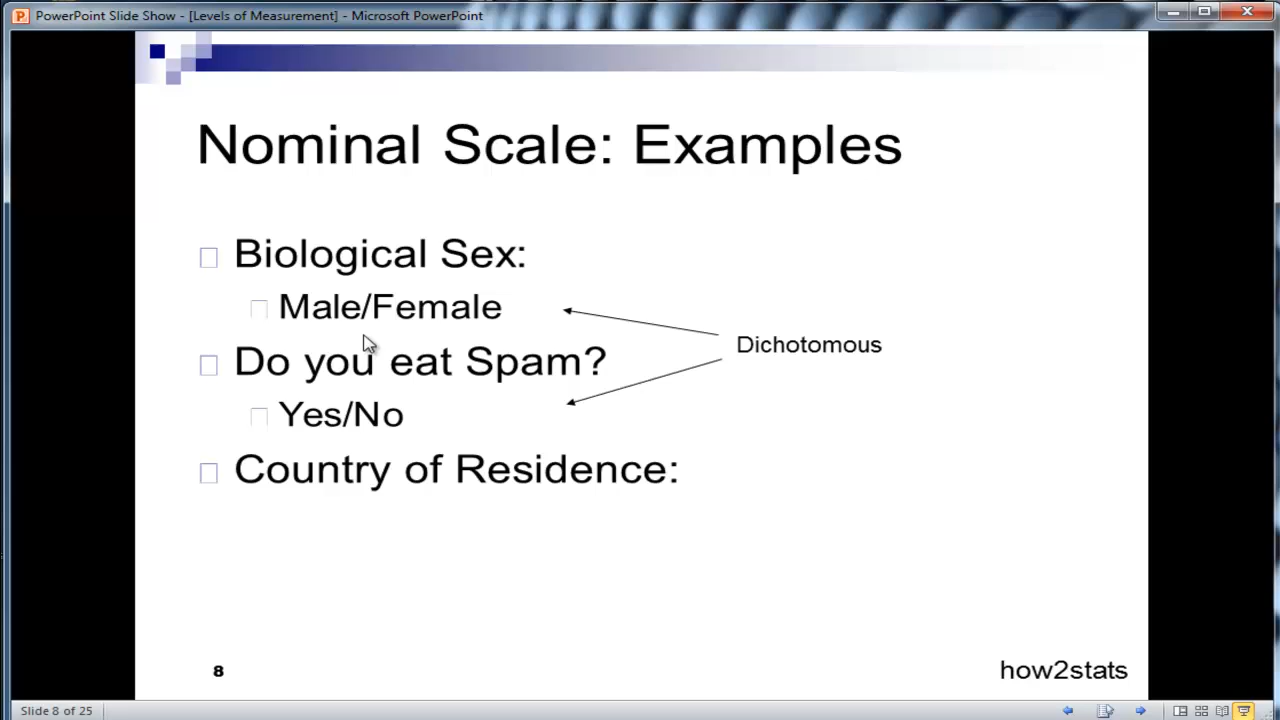 PowerPoint Slide Show - [Levels of Measurement] - Microsoft PowerPoint
Nominal Scale: Examples
Biological Sex:
Male/Female
Dichotomous
Do you eat Spam?
Yes/No
Country of Residence:
8
how2stats
Slide 8 of 25